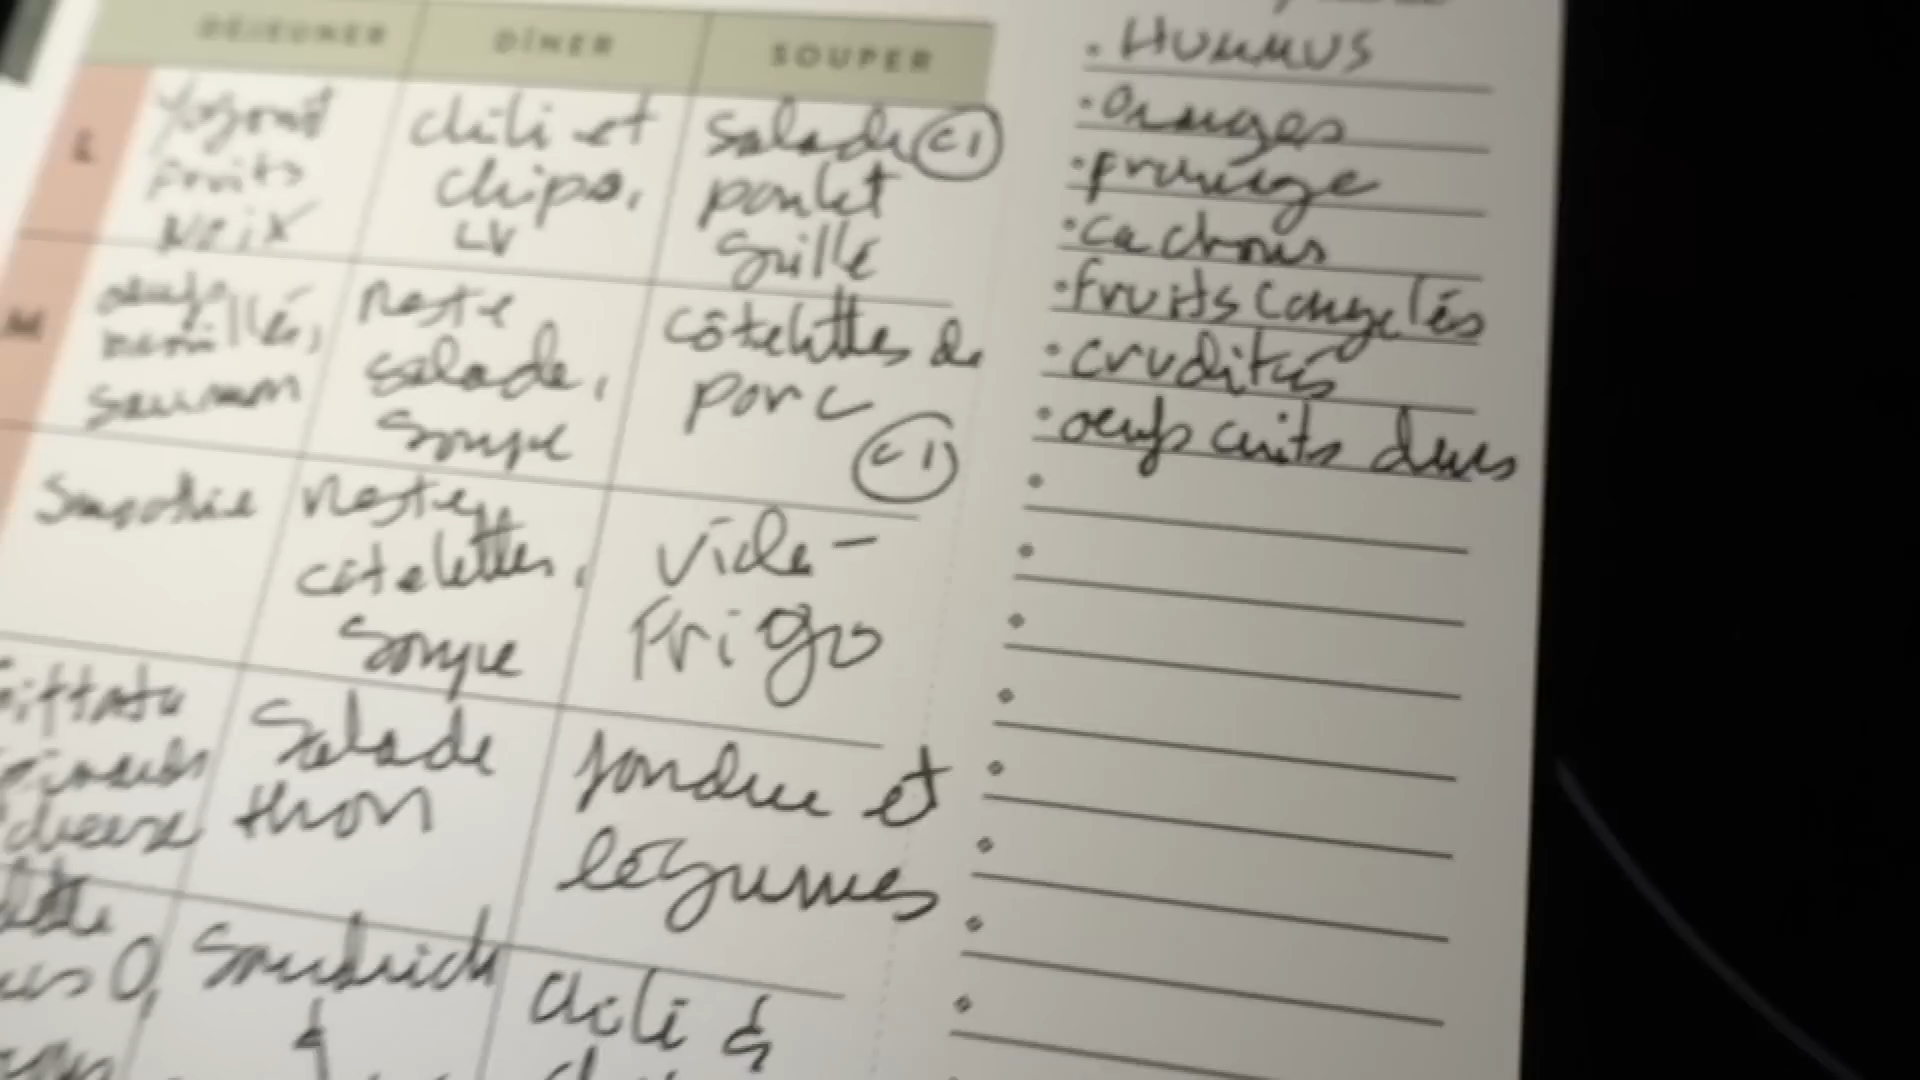 DÉJEUNER DÎNER SOUPER
L
Yogourt
fruits
noix
chili et
chips,
LV
Salade C1
poulet
grillé
M
oeufs
brouillé,
saumon
reste
salade,
soupe
côtelettes de
porc
C1
Smoothie
reste
côtelettes,
soupe
vide-
frigo
Salade
thon
fondue et
légumes
Sandwich
chili &
• HUMMUS
• Oranges
• fromage
• cachous
• fruits congelés
• crudités
• oeufs cuits durs